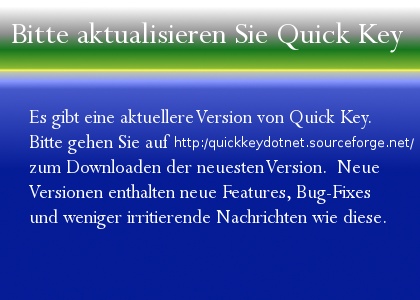 Bitte aktualisieren Sie Quick Key
Es gibt eine aktuellere Version von Quick Key.
Bitte gehen Sie auf http:/quickkeydotnet.sourceforge.net/
zum Downloaden der neuesten Version.  Neue
Versionen enthalten neue Features, Bug-Fixes
und weniger irritierende Nachrichten wie diese.